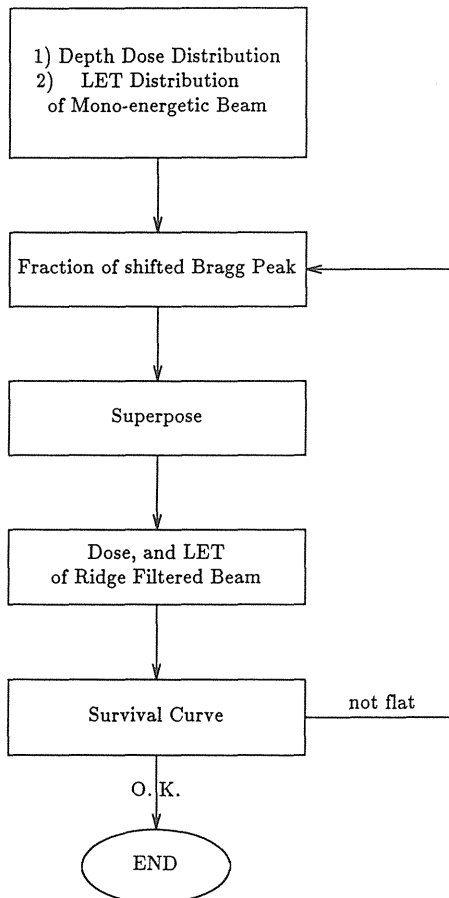 1) Depth Dose Distribution
2) LET Distribution
of Mono-energetic Beam
Fraction of shifted Bragg Peak
Superpose
Dose, and LET
of Ridge Filtered Beam
Survival Curve
not flat
O. K.
END